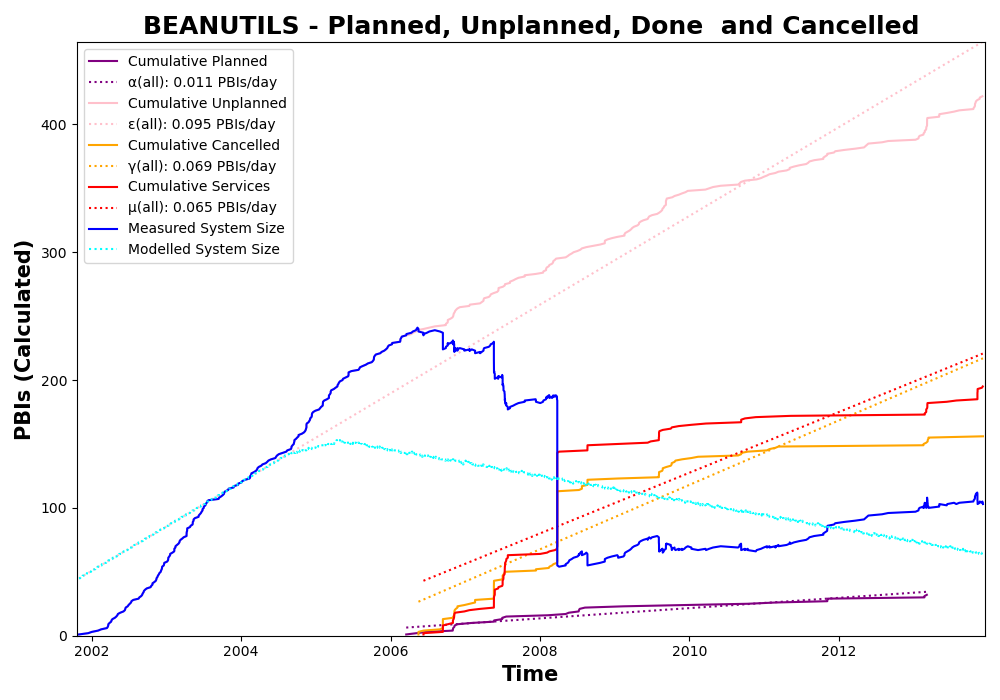 BEANUTILS - Planned, Unplanned, Done  and Cancelled
Cumulative Planned
α(all): 0.011 PBIs/day
Cumulative Unplanned
ε(all): 0.095 PBIs/day
Cumulative Cancelled
γ(all): 0.069 PBIs/day
Cumulative Services
μ(all): 0.065 PBIs/day
Measured System Size
Modelled System Size
PBIs (Calculated)
400
300
200
100
0
2002 2004 2006 2008 2010 2012
Time